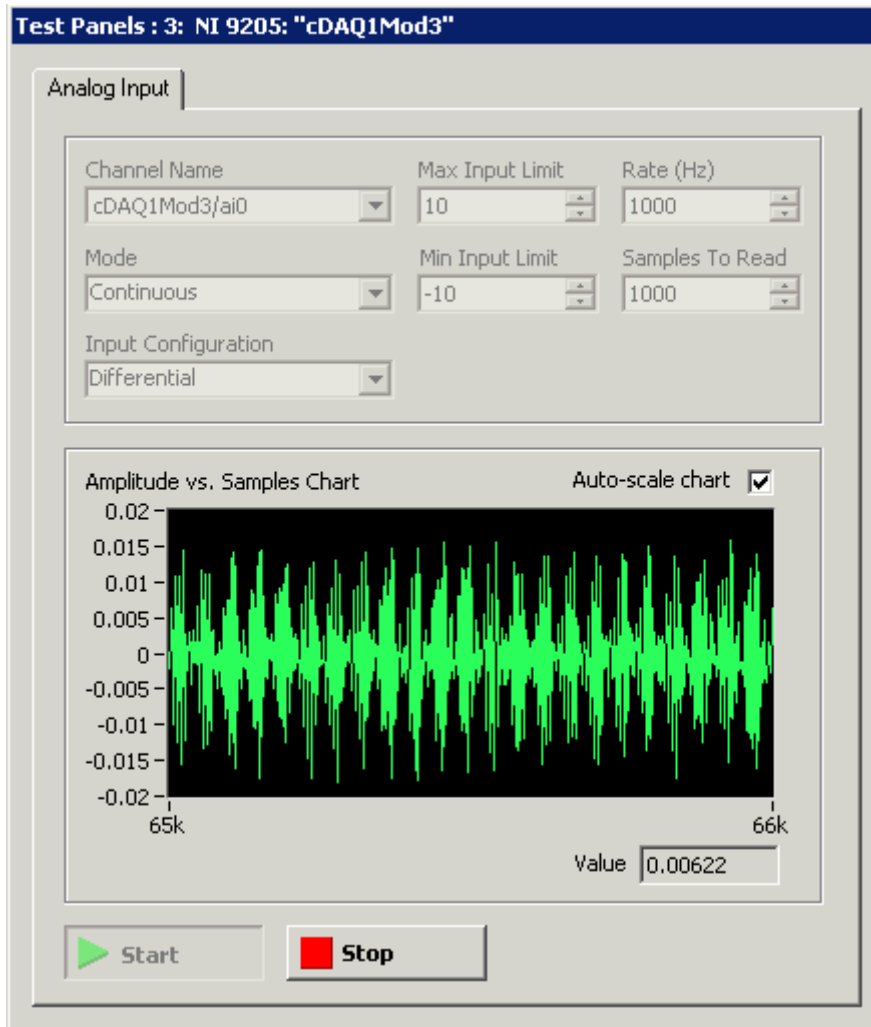 Test Panels : 3: NI 9205: "cDAQ1Mod3"
Analog Input
Channel Name Max Input Limit Rate (Hz)
cDAQ1Mod3/ai0 10 1000
Mode Min Input Limit Samples To Read
Continuous -10 1000
Input Configuration
Differential
Amplitude vs. Samples Chart Auto-scale chart
0.02
0.015
0.01
0.005
0
-0.005
-0.01
-0.015
-0.02
65k 66k
Value 0.00622
Start Stop